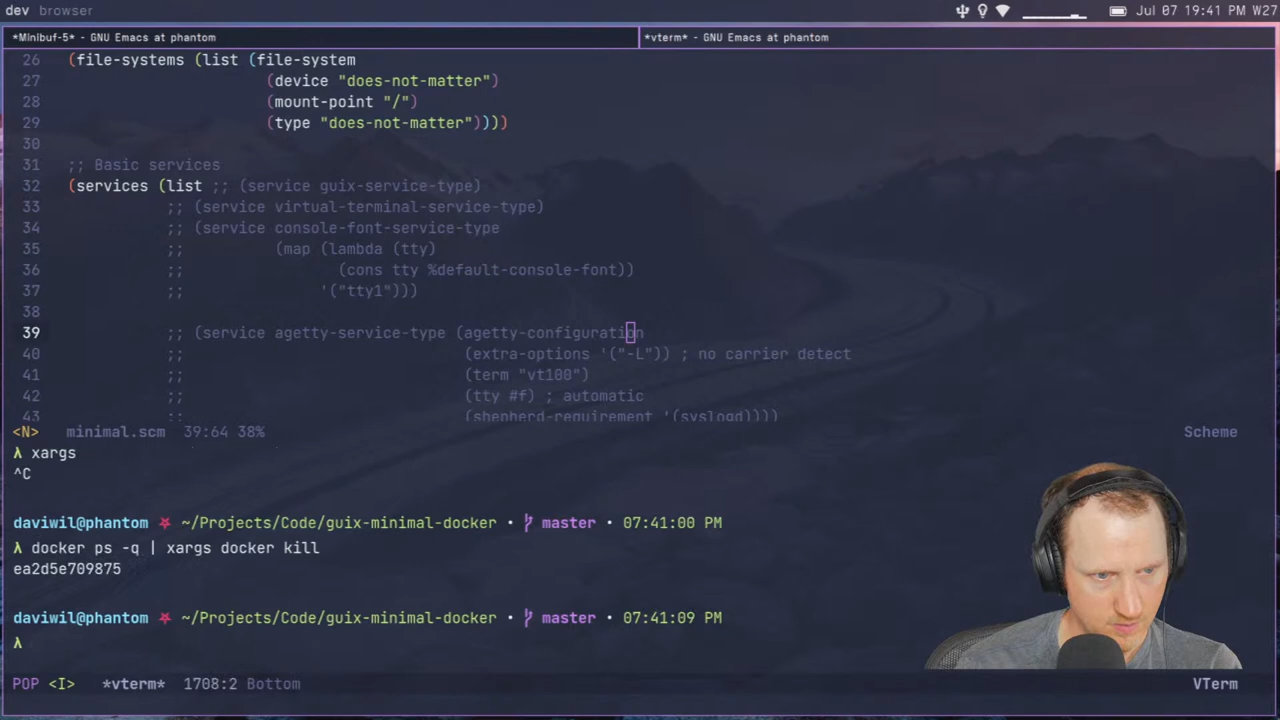 dev browser
Jul 07 19:41 PM W27
*Minibuf-5* - GNU Emacs at phantom
*vterm* - GNU Emacs at phantom
26 (file-systems (list (file-system
27 (device "does-not-matter")
28 (mount-point "/")
29 (type "does-not-matter"))))
30
31 ;; Basic services
32 (services (list ;; (service guix-service-type)
33 ;; (service virtual-terminal-service-type)
34 ;; (service console-font-service-type
35 ;; (map (lambda (tty)
36 ;; (cons tty %default-console-font))
37 ;; '("tty1")))
38
39 ;; (service agetty-service-type (agetty-configuration
40 ;; (extra-options '("-L")) ; no carrier detect
41 ;; (term "vt100")
42 ;; (tty #f) ; automatic
43 ;; (shepherd-requirement '(syslogd))))
<N> minimal.scm 39:64 38% Scheme
λ xargs
^C
daviwil@phantom ~/Projects/Code/guix-minimal-docker • master • 07:41:00 PM
λ docker ps -q | xargs docker kill
ea2d5e709875
daviwil@phantom ~/Projects/Code/guix-minimal-docker • master • 07:41:09 PM
λ
POP <I> *vterm* 1708:2 Bottom VTerm